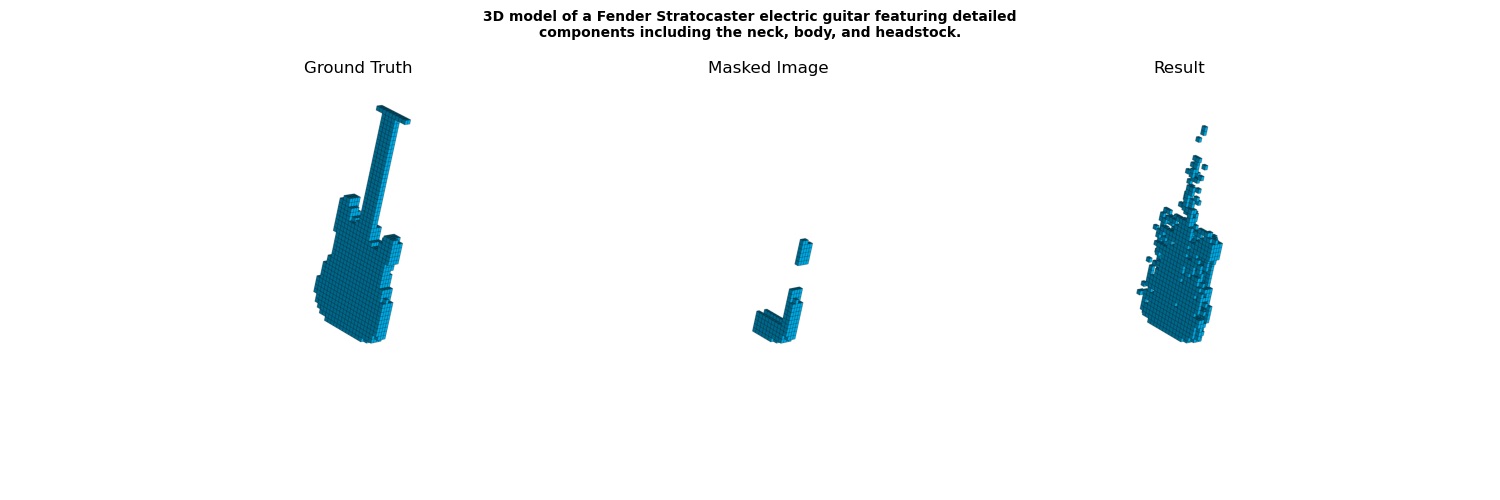 3D model of a Fender Stratocaster electric guitar featuring detailed
components including the neck, body, and headstock.
Ground Truth
Masked Image
Result